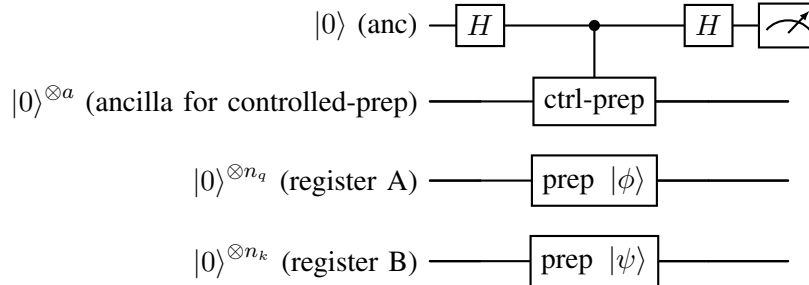 |0⟩ (anc) H H
|0⟩^{⊗a} (ancilla for controlled-prep) ctrl-prep
|0⟩^{⊗n_q} (register A) prep |ϕ⟩
|0⟩^{⊗n_k} (register B) prep |ψ⟩